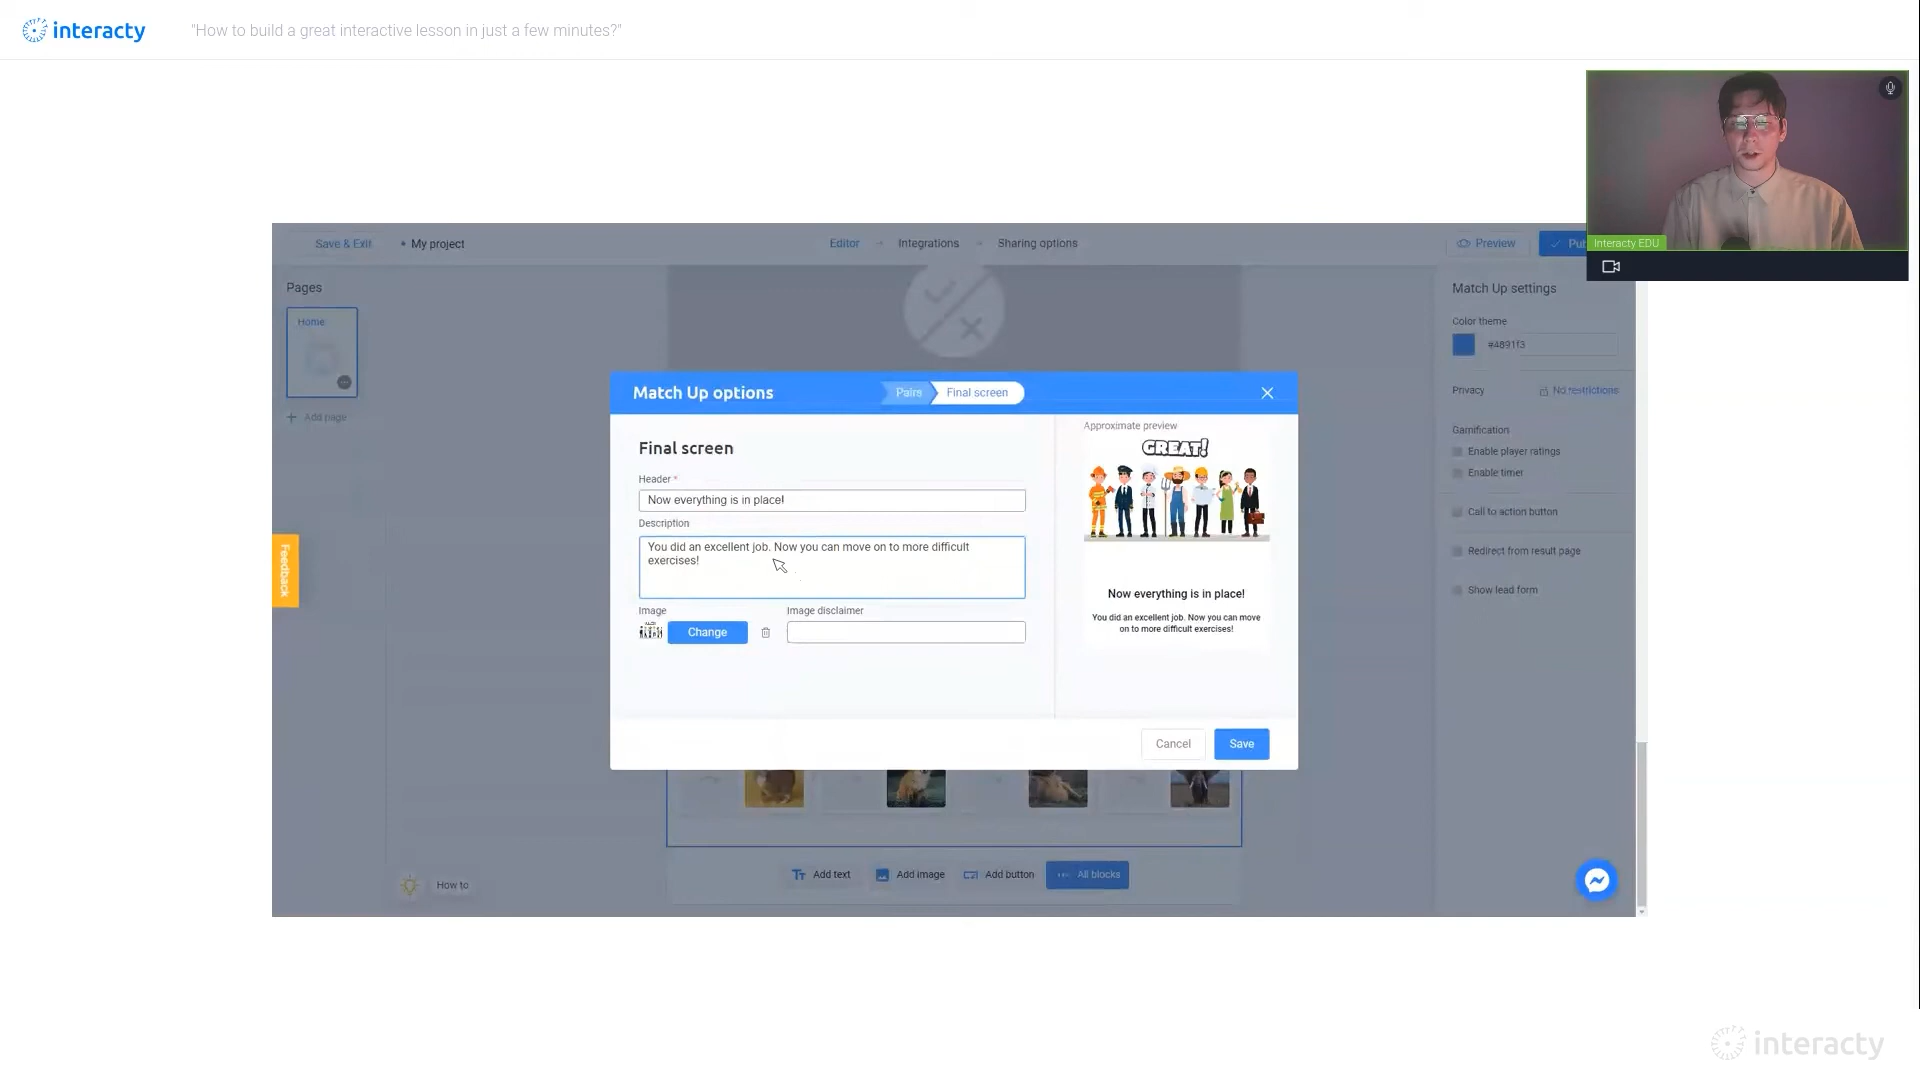 interacty
"How to build a great interactive lesson in just a few minutes?"
Interacty EDU
Save & Exit
My project
Editor
Integrations
Sharing options
Preview
Pages
Home
Add page
Feedback
How to
Match Up options
Pairs
Final screen
Final screen
Header *
Now everything is in place!
Description
You did an excellent job. Now you can move on to more difficult
exercises!
Image
Image disclaimer
Change
Approximate preview
GREAT!
Now everything is in place!
You did an excellent job. Now you can move
on to more difficult exercises!
Cancel
Save
Add text
Add image
Add button
All blocks
Match Up settings
Color theme
#4891f3
Privacy
No restrictions
Gamification
Enable player ratings
Enable timer
Call to action button
Redirect from result page
Show lead form
interacty